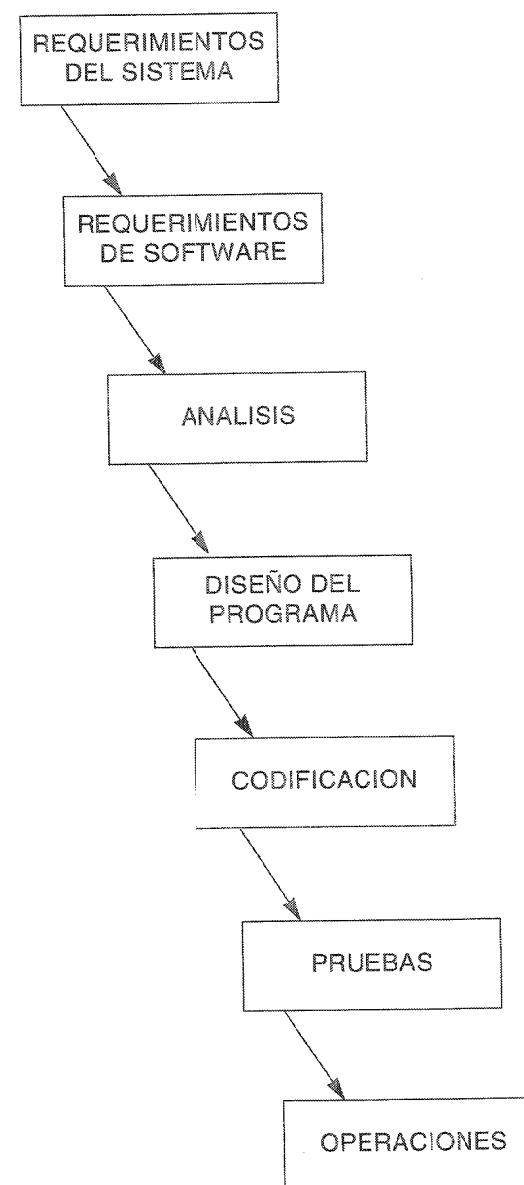 REQUERIMIENTOS
DEL SISTEMA
REQUERIMIENTOS
DE SOFTWARE
ANALISIS
DISEÑO DEL
PROGRAMA
CODIFICACION
PRUEBAS
OPERACIONES